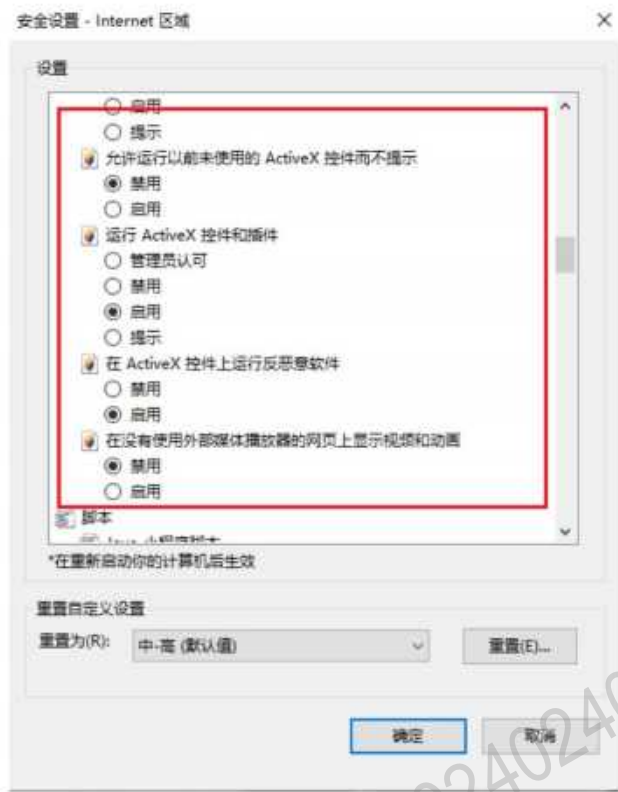 安全设置 - Internet 区域
设置
启用
提示
允许运行以前未使用的 ActiveX 控件而不提示
禁用
启用
运行 ActiveX 控件和插件
管理员认可
禁用
启用
提示
在 ActiveX 控件上运行反恶意软件
禁用
启用
在没有使用外部媒体播放器的网页上显示视频和动画
禁用
启用
脚本
Java 小程序脚本
*在重新启动你的计算机后生效
重置自定义设置
重置为(R): 中-高 (默认值) 重置(E)...
确定 取消